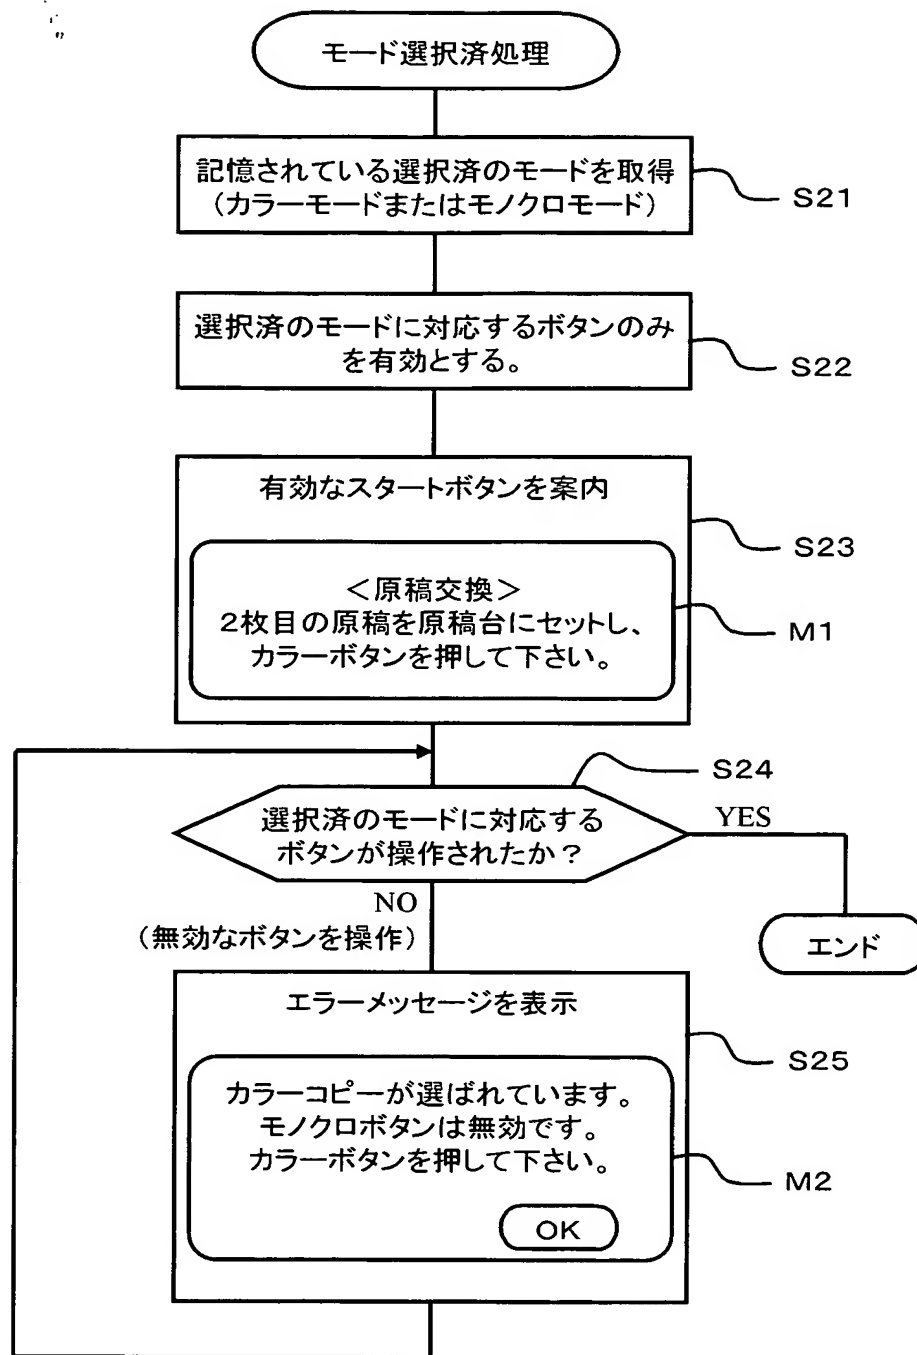 モード選択済処理
記憶されている選択済のモードを取得
（カラーモードまたはモノクロモード）
S21
選択済のモードに対応するボタンのみ
を有効とする。
S22
有効なスタートボタンを案内
S23
＜原稿交換＞
２枚目の原稿を原稿台にセットし、
カラーボタンを押して下さい。
M1
S24
選択済のモードに対応する
ボタンが操作されたか？
YES
NO
（無効なボタンを操作）
エンド
エラーメッセージを表示
S25
カラーコピーが選ばれています。
モノクロボタンは無効です。
カラーボタンを押して下さい。
M2
OK